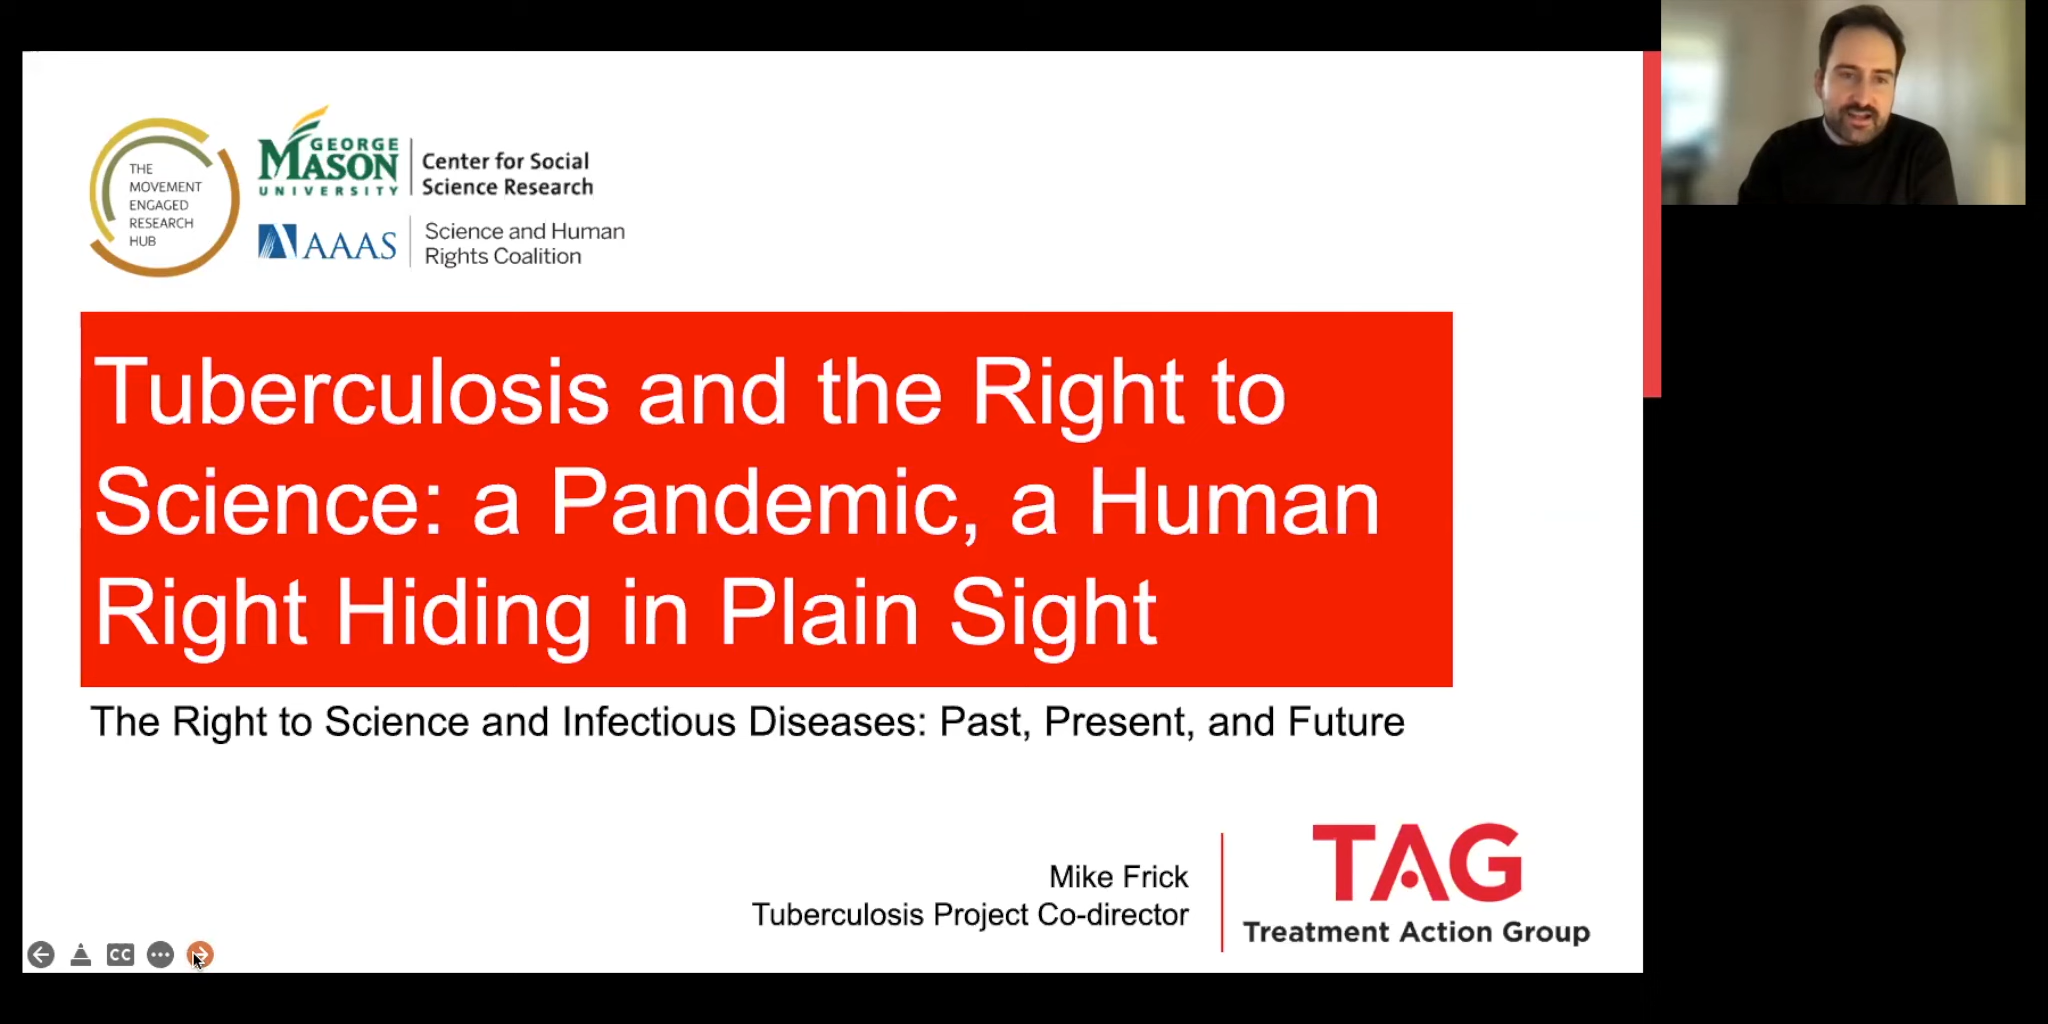 THE
MOVEMENT
ENGAGED
RESEARCH
HUB
GEORGE
MASON
UNIVERSITY
Center for Social
Science Research
AAAS
Science and Human
Rights Coalition
Tuberculosis and the Right to
Science: a Pandemic, a Human
Right Hiding in Plain Sight
The Right to Science and Infectious Diseases: Past, Present, and Future
Mike Frick
Tuberculosis Project Co-director
TAG
Treatment Action Group
CC